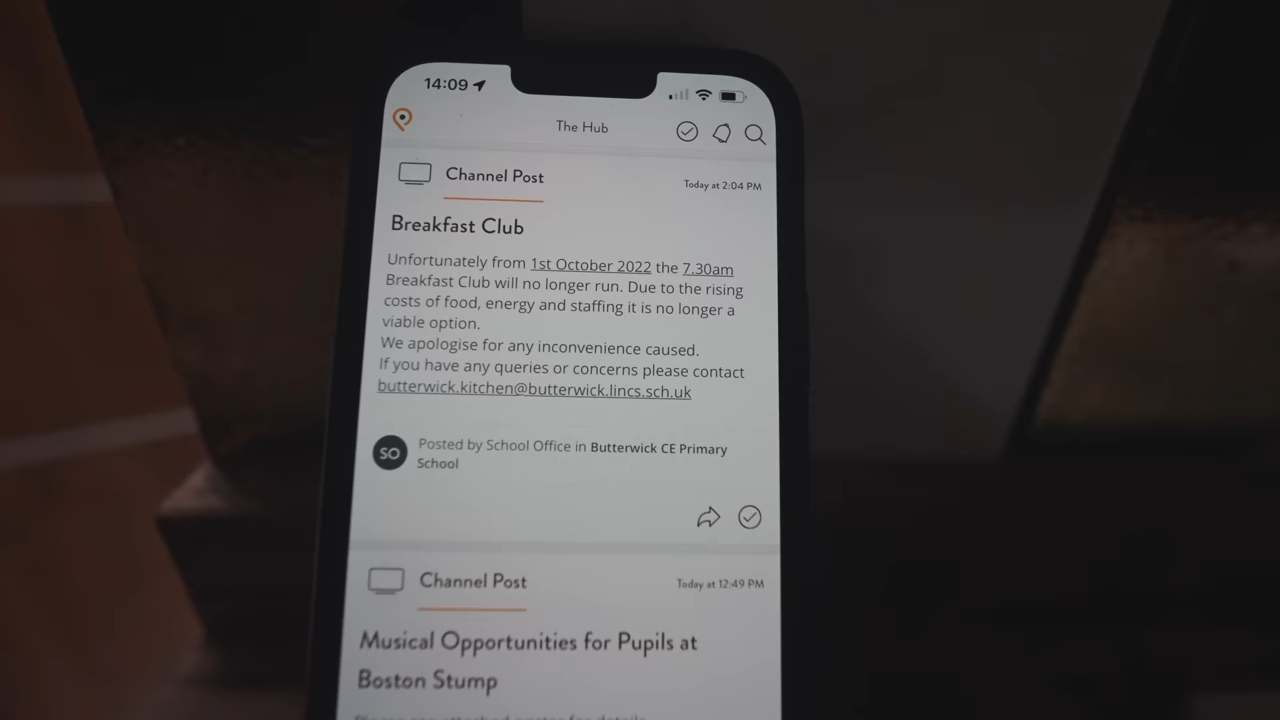 14:09
The Hub
Channel Post
Today at 2:04 PM
Breakfast Club
Unfortunately from 1st October 2022 the 7.30am
Breakfast Club will no longer run. Due to the rising
costs of food, energy and staffing it is no longer a
viable option.
We apologise for any inconvenience caused.
If you have any queries or concerns please contact
butterwick.kitchen@butterwick.lincs.sch.uk
SO
Posted by School Office in Butterwick CE Primary
School
Channel Post
Today at 12:49 PM
Musical Opportunities for Pupils at
Boston Stump